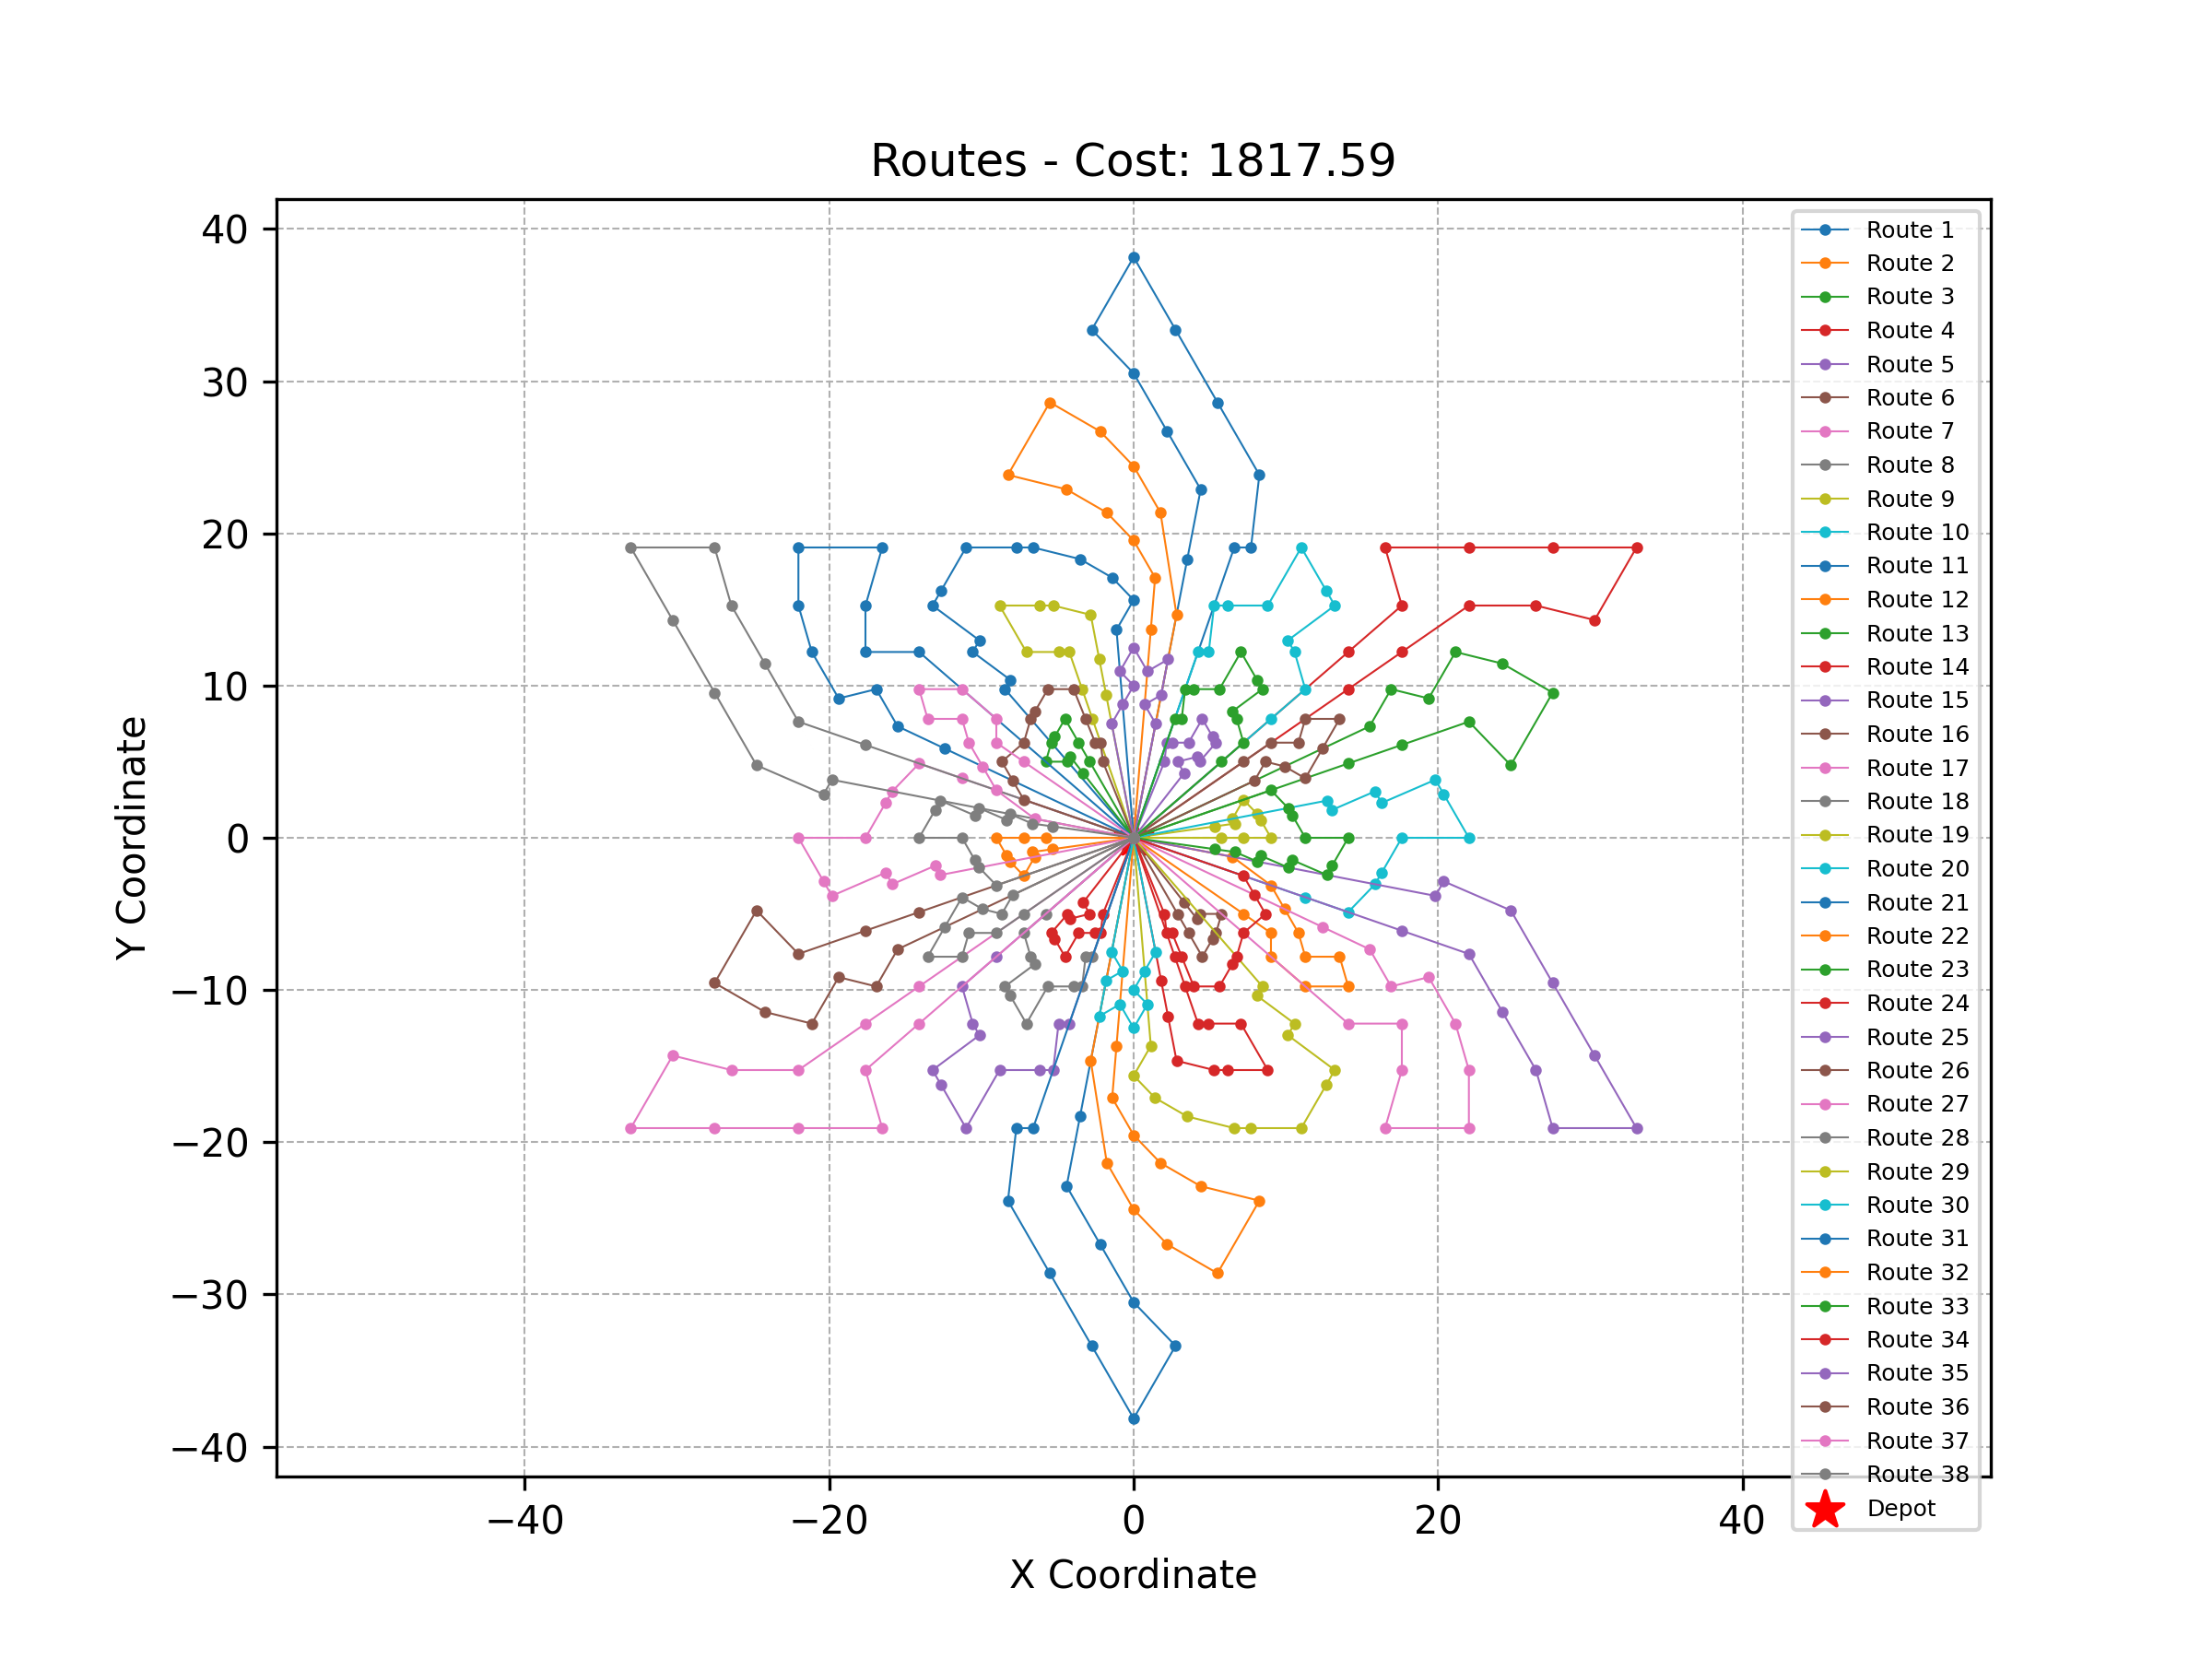 Routes - Cost: 1817.59
40
30
20
10
0
−10
−20
−30
−40
Y Coordinate
−40
−20
0
20
40
X Coordinate
Route 1
Route 2
Route 3
Route 4
Route 5
Route 6
Route 7
Route 8
Route 9
Route 10
Route 11
Route 12
Route 13
Route 14
Route 15
Route 16
Route 17
Route 18
Route 19
Route 20
Route 21
Route 22
Route 23
Route 24
Route 25
Route 26
Route 27
Route 28
Route 29
Route 30
Route 31
Route 32
Route 33
Route 34
Route 35
Route 36
Route 37
Route 38
Depot